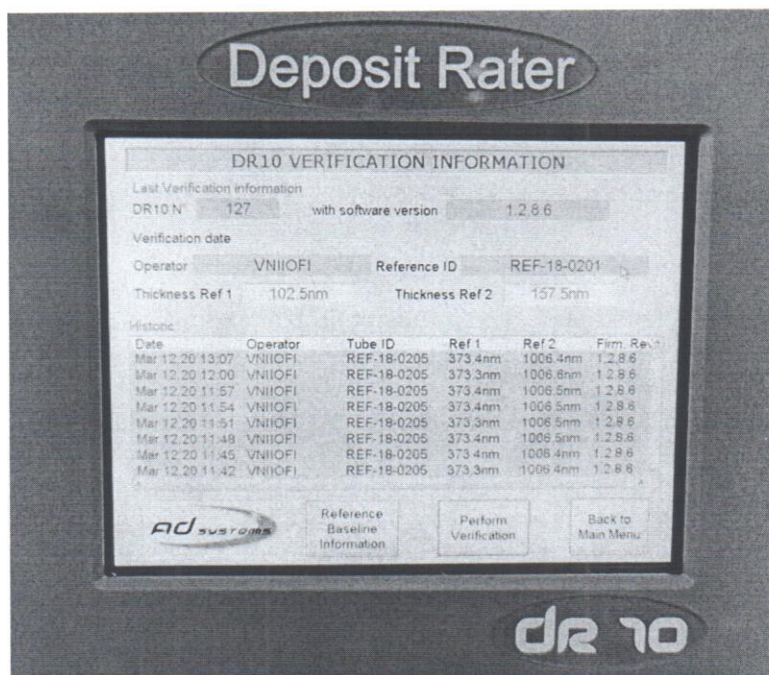 Deposit Rater
DR10 VERIFICATION INFORMATION
Last Verification information
DR10 N° 127 with software version 1.2.8.6
Verification date
Operator VNIIOFI Reference ID REF-18-0201
Thickness Ref 1 102.5nm Thickness Ref 2 157.5nm
Historic
Date Operator Tube ID Ref 1 Ref 2 Firm. Rev.
Mar 12,20 13:07 VNIIOFI REF-18-0205 373.4nm 1006.4nm 1.2.8.6
Mar 12,20 12:00 VNIIOFI REF-18-0205 373.3nm 1006.6nm 1.2.8.6
Mar 12,20 11:57 VNIIOFI REF-18-0205 373.4nm 1006.5nm 1.2.8.6
Mar 12,20 11:54 VNIIOFI REF-18-0205 373.4nm 1006.5nm 1.2.8.6
Mar 12,20 11:51 VNIIOFI REF-18-0205 373.3nm 1006.5nm 1.2.8.6
Mar 12,20 11:48 VNIIOFI REF-18-0205 373.4nm 1006.5nm 1.2.8.6
Mar 12,20 11:45 VNIIOFI REF-18-0205 373.4nm 1006.4nm 1.2.8.6
Mar 12,20 11:42 VNIIOFI REF-18-0205 373.3nm 1006.4nm 1.2.8.6
AD SYSTEMS
Reference
Baseline
Information
Perform
Verification
Back to
Main Menu
dR 10